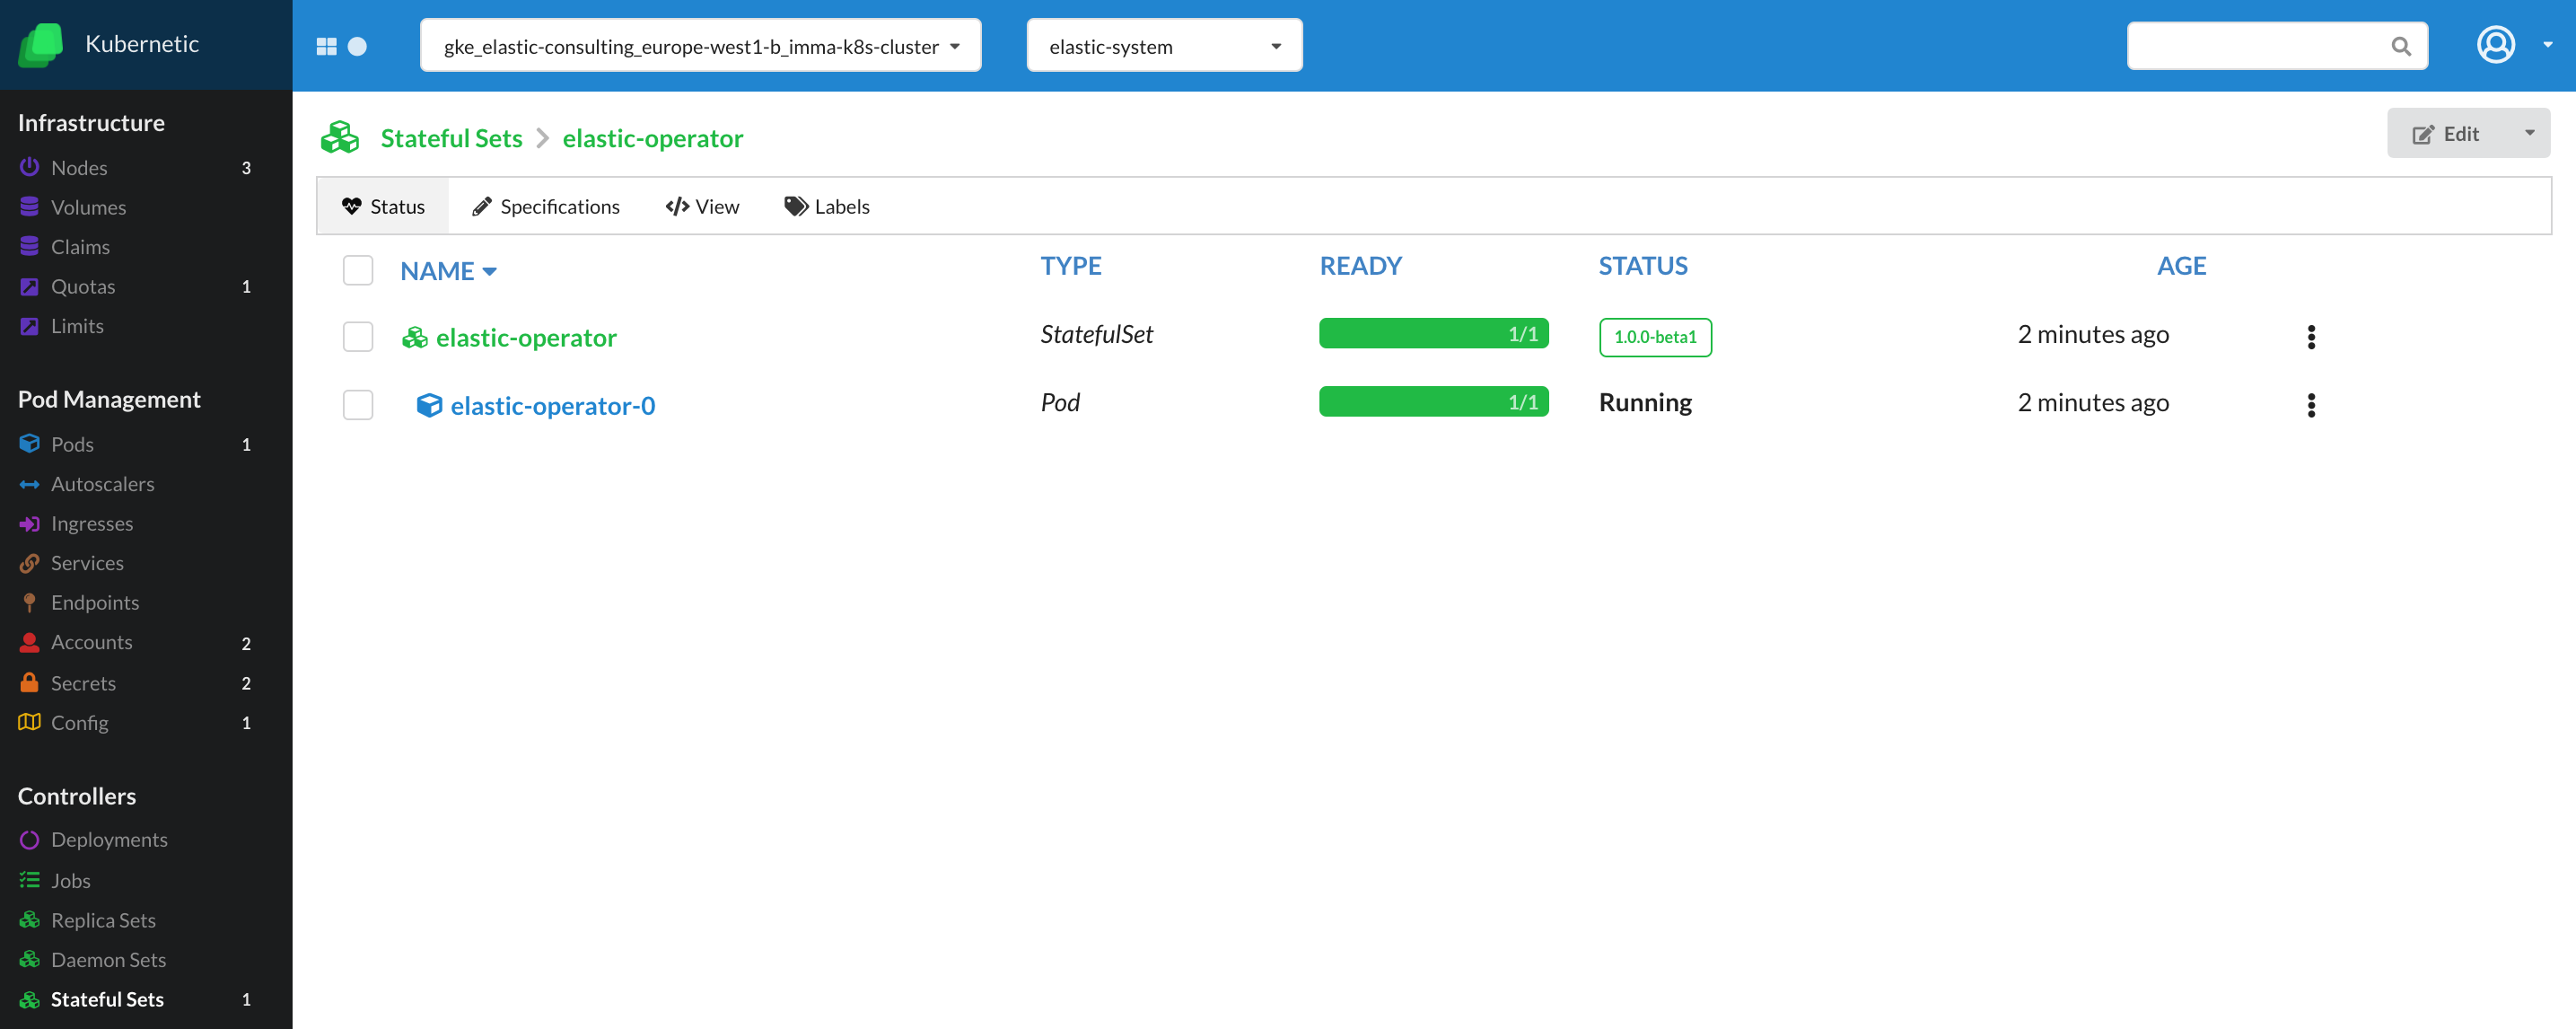 Kubernetic
gke_elastic-consulting_europe-west1-b_imma-k8s-cluster
elastic-system
Infrastructure
Nodes 3
Volumes
Claims
Quotas 1
Limits
Pod Management
Pods 1
Autoscalers
Ingresses
Services
Endpoints
Accounts 2
Secrets 2
Config 1
Controllers
Deployments
Jobs
Replica Sets
Daemon Sets
Stateful Sets 1
Stateful Sets elastic-operator
Edit
Status Specifications View Labels
NAME TYPE READY STATUS AGE
elastic-operator StatefulSet 1/1 1.0.0-beta1 2 minutes ago
elastic-operator-0 Pod 1/1 Running 2 minutes ago